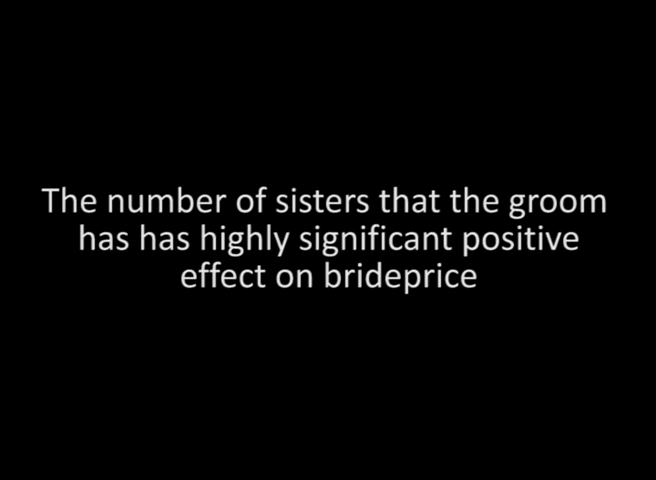 The number of sisters that the groom
has has highly significant positive
effect on brideprice